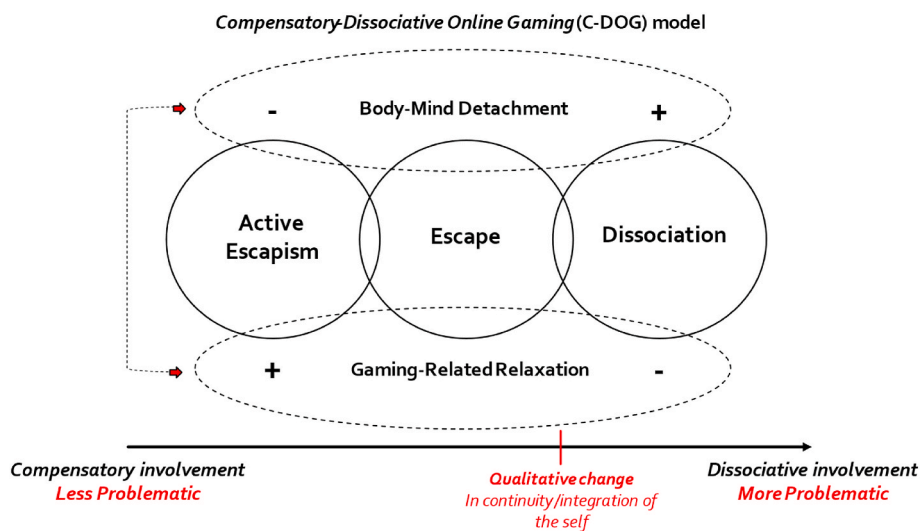 Compensatory-Dissociative Online Gaming (C-DOG) model
- Body-Mind Detachment +
Active
Escapism
Escape
Dissociation
+ Gaming-Related Relaxation -
Compensatory involvement
Less Problematic
Qualitative change
In continuity/integration of
the self
Dissociative involvement
More Problematic